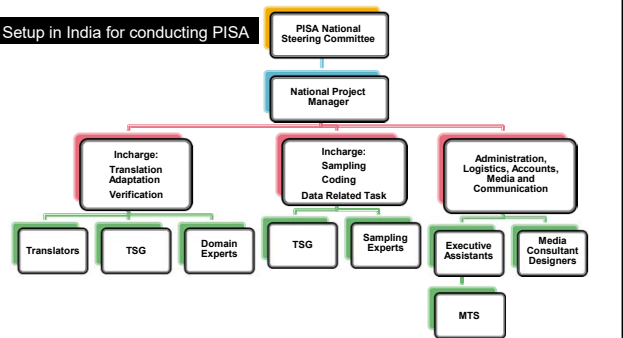 Setup in India for conducting PISA
PISA National
Steering Committee
National Project
Manager
Incharge:
Translation
Adaptation
Verification
Incharge:
Sampling
Coding
Data Related Task
Administration,
Logistics, Accounts,
Media and
Communication
Translators
TSG
Domain
Experts
TSG
Sampling
Experts
Executive
Assistants
Media
Consultant
Designers
MTS